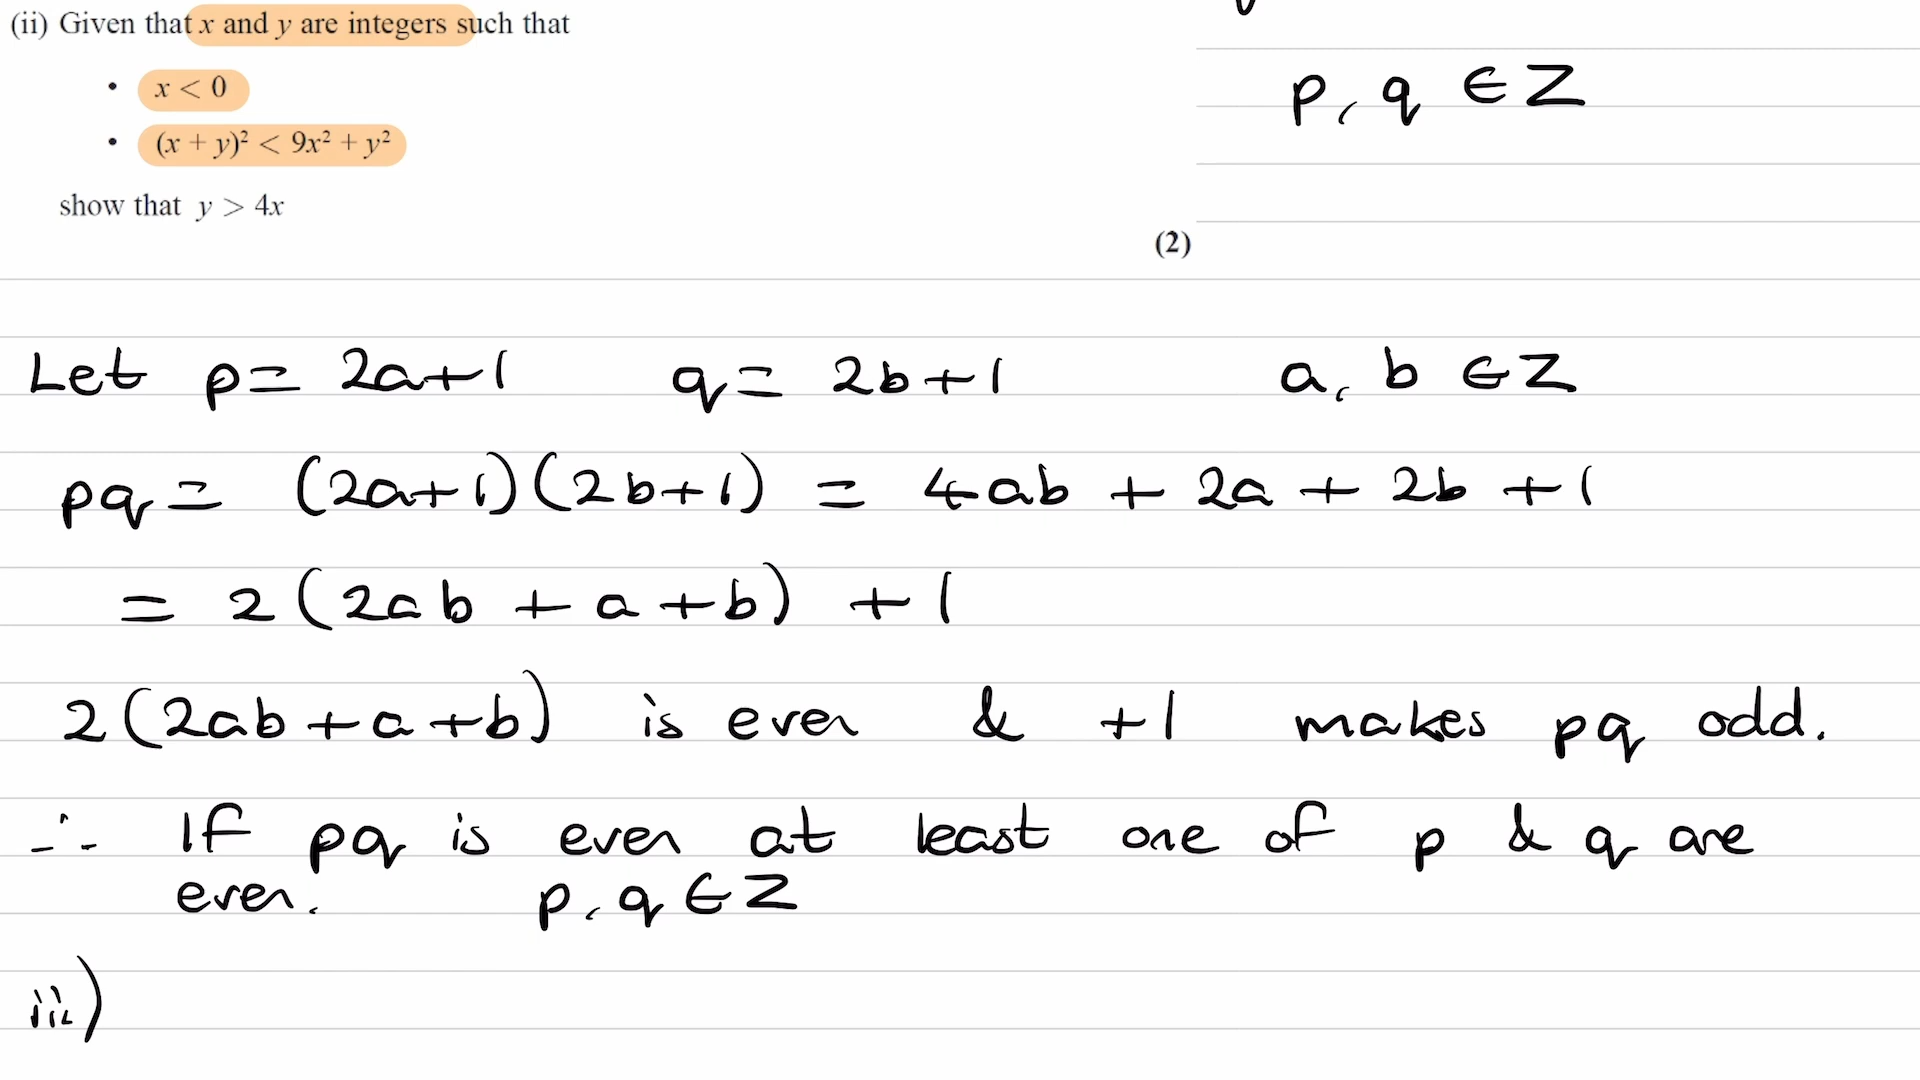 (ii) Given that x and y are integers such that
• x < 0
• (x + y)² < 9x² + y²
show that y > 4x
(2)
p, q ∈ Z
Let p = 2a+1 q = 2b+1 a, b ∈ Z
pq = (2a+1)(2b+1) = 4ab + 2a + 2b + 1
= 2(2ab + a + b) + 1
2(2ab + a + b) is even & +1 makes pq odd.
∴ If pq is even at least one of p & q are
even. p, q ∈ Z
ii)